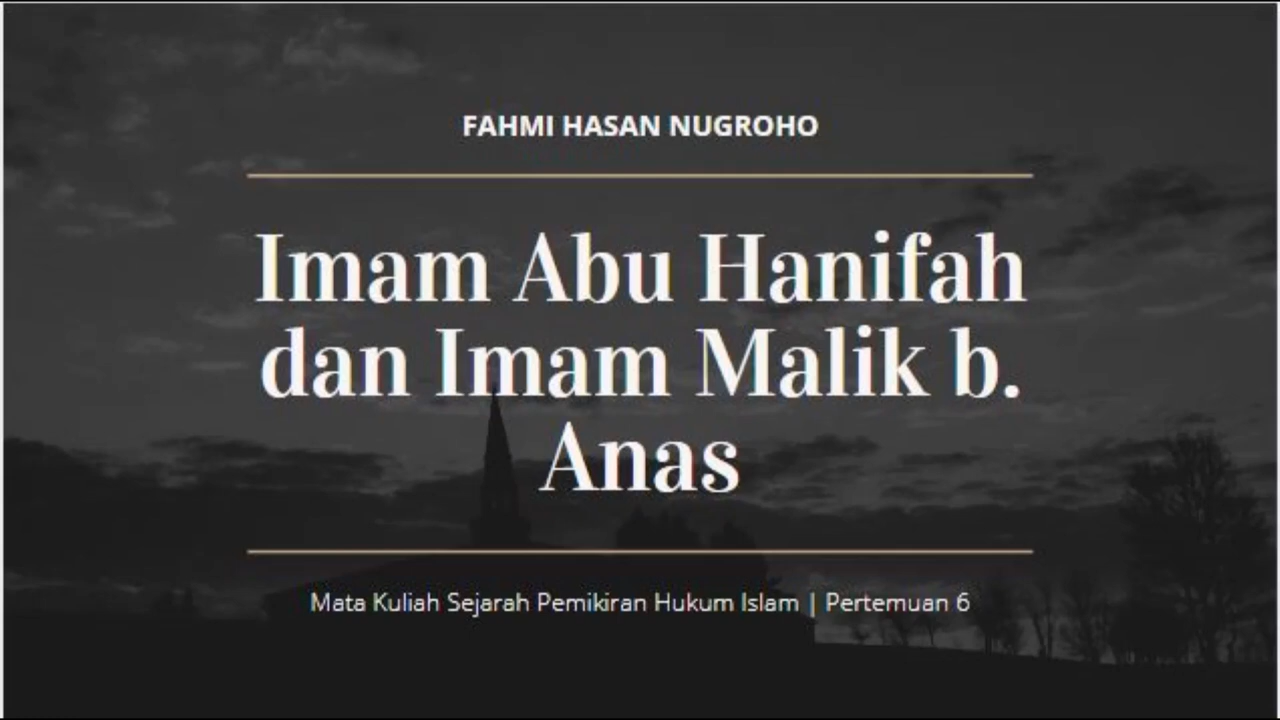 FAHMI HASAN NUGROHO
Imam Abu Hanifah
dan Imam Malik b.
Anas
Mata Kuliah Sejarah Pemikiran Hukum Islam | Pertemuan 6